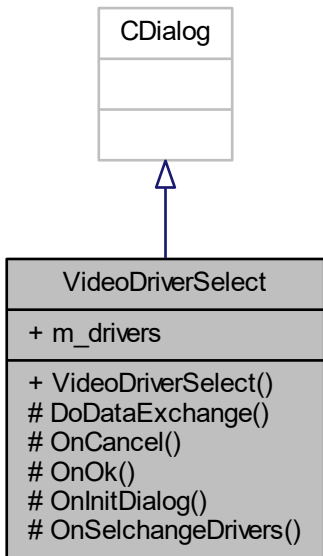 CDialog
VideoDriverSelect
+ m_drivers
+ VideoDriverSelect()
# DoDataExchange()
# OnCancel()
# OnOk()
# OnInitDialog()
# OnSelchangeDrivers()